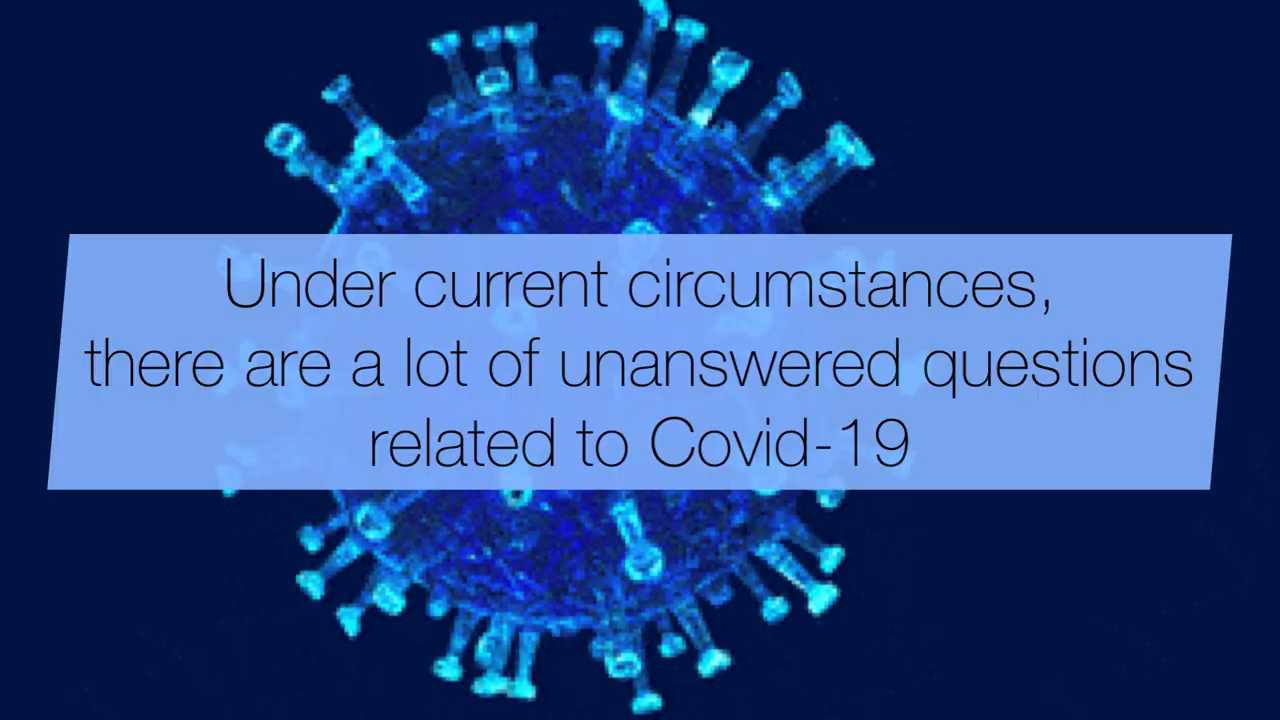 Under current circumstances,
there are a lot of unanswered questions
related to Covid-19